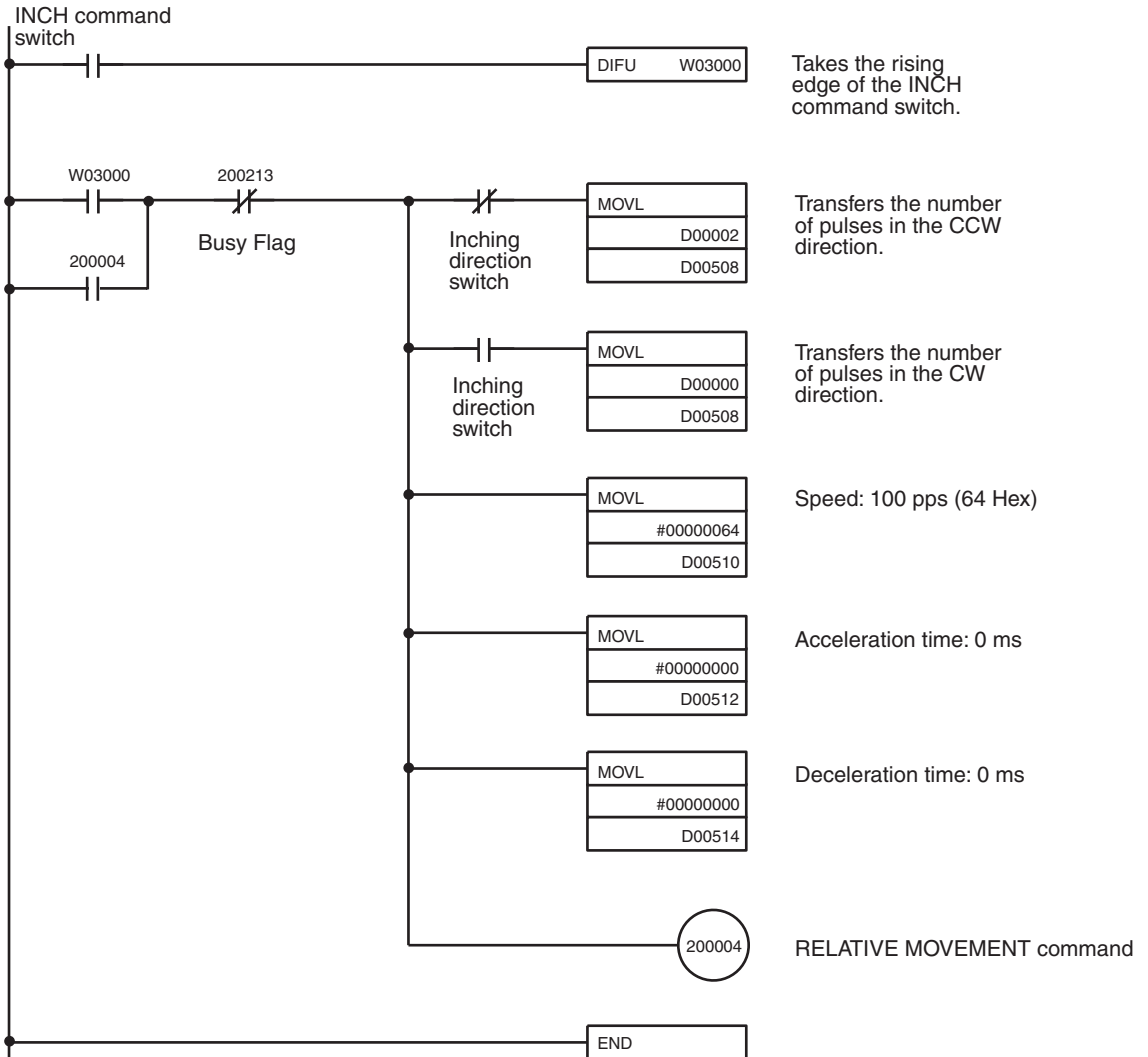 INCH command
switch
DIFU W03000
Takes the rising
edge of the INCH
command switch.
W03000
200213
Busy Flag
200004
Inching
direction
switch
MOVL
D00002
D00508
Transfers the number
of pulses in the CCW
direction.
Inching
direction
switch
MOVL
D00000
D00508
Transfers the number
of pulses in the CW
direction.
MOVL
#00000064
D00510
Speed: 100 pps (64 Hex)
MOVL
#00000000
D00512
Acceleration time: 0 ms
MOVL
#00000000
D00514
Deceleration time: 0 ms
200004
RELATIVE MOVEMENT command
END